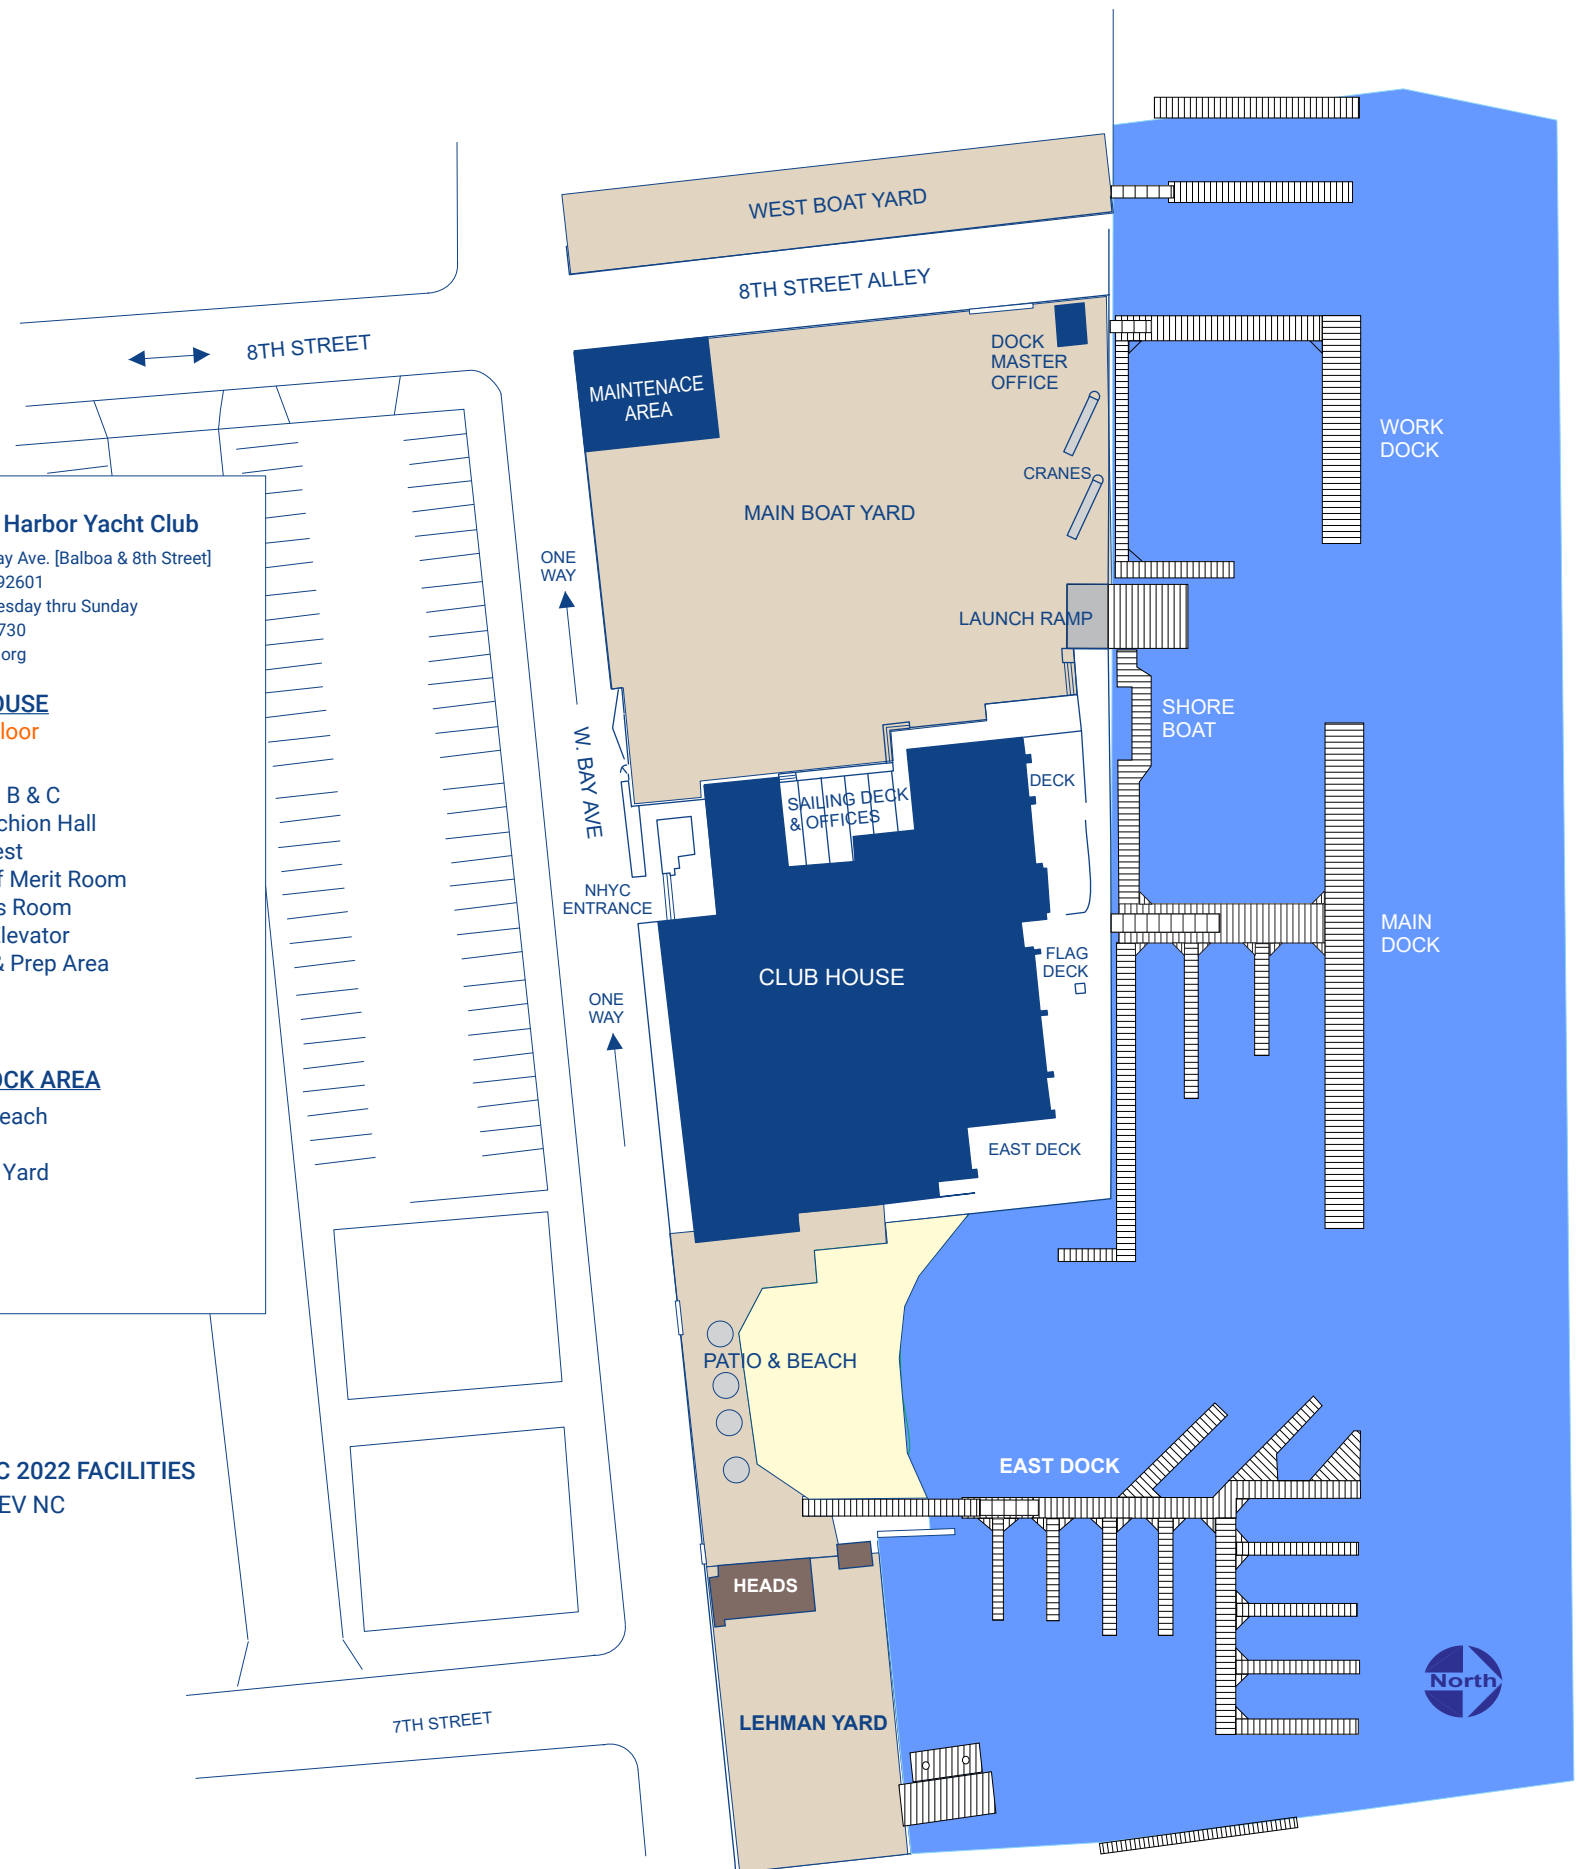 WEST BOAT YARD
8TH STREET ALLEY
8TH STREET
MAINTENACE
AREA
DOCK
MASTER
OFFICE
CRANES
WORK
DOCK
MAIN BOAT YARD
ONE
WAY
LAUNCH RAMP
SHORE
BOAT
W. BAY AVE
SAILING DECK
& OFFICES
DECK
NHYC
ENTRANCE
MAIN
DOCK
FLAG
DECK
CLUB HOUSE
ONE
WAY
EAST DECK
PATIO & BEACH
EAST DOCK
HEADS
LEHMAN YARD
North
7TH STREET
Harbor Yacht Club
ay Ave. [Balboa & 8th Street]
92601
esday thru Sunday
730
org
OUSE
loor
B & C
chion Hall
est
f Merit Room
s Room
levator
& Prep Area
OCK AREA
each
Yard
C 2022 FACILITIES
EV NC